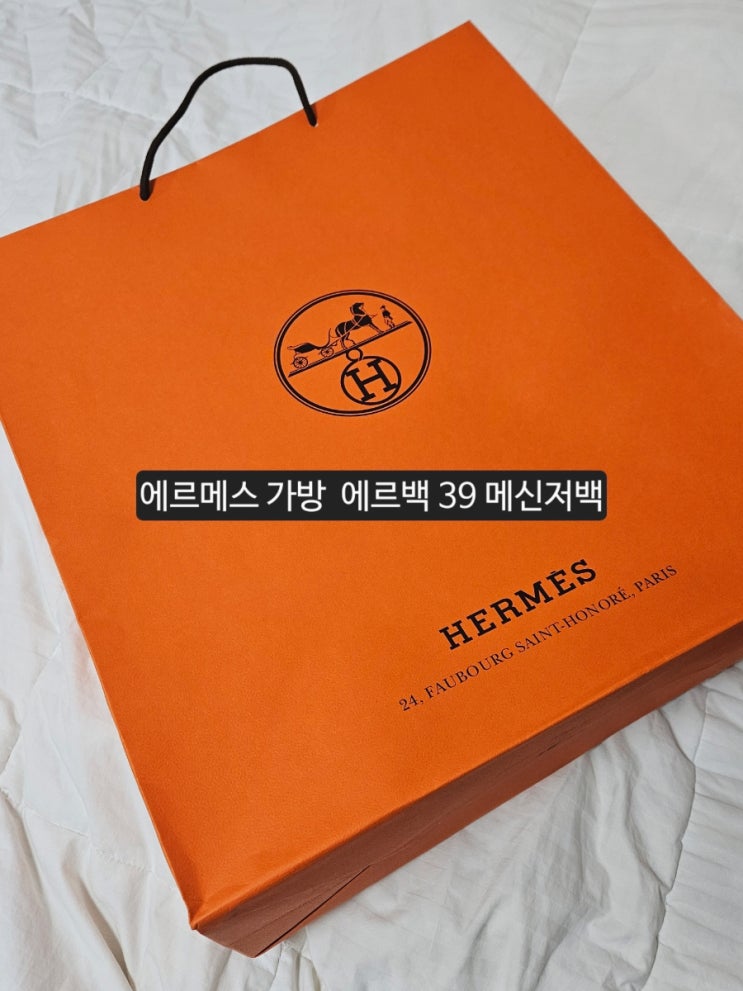 H
에르메스 가방  에르백 39 메신저백
HERMÈS
24, FAUBOURG SAINT-HONORÉ, PARIS